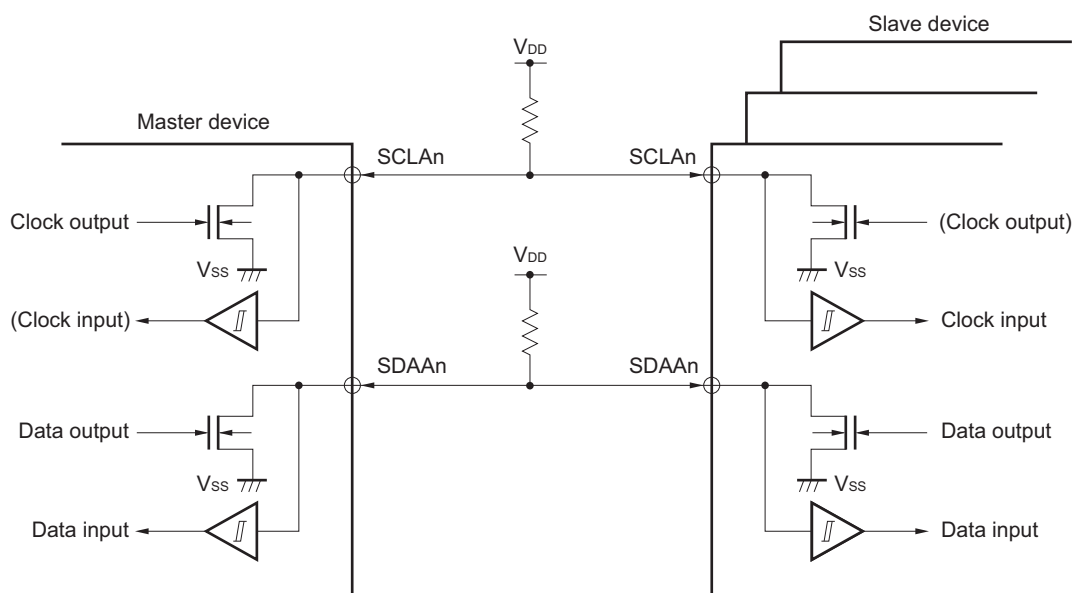 Slave device
VDD
Master device
SCLAn
SCLAn
Clock output
(Clock output)
VSS
VSS
VDD
(Clock input)
Clock input
SDAAn
SDAAn
Data output
Data output
VSS
VSS
Data input
Data input